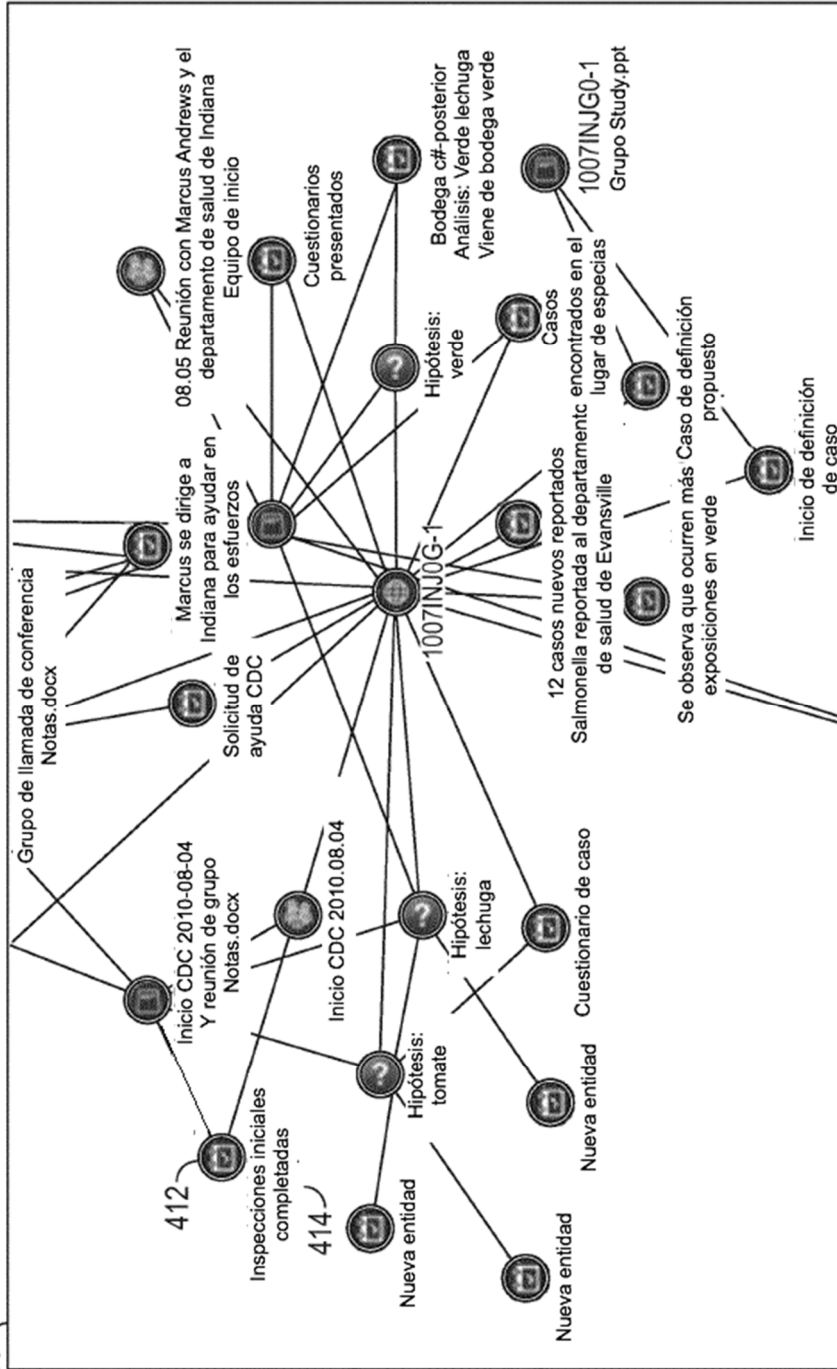 Grupo de llamada de conferencia
Notas.docx
412
Inicio CDC 2010-08-04
Y reunión de grupo
Notas.docx
Marcus se dirige a
Indiana para ayudar en
los esfuerzos
08.05 Reunión con Marcus Andrews y el
departamento de salud de Indiana
Equipo de inicio
Solicitud de
ayuda CDC
Inspecciones iniciales
completadas
Cuestionarios
presentados
414
Inicio CDC 2010.08.04
Nueva entidad
Hipótesis:
tomate
Hipótesis:
lechuga
1007INJ0G-1
Hipótesis:
verde
Bodega c#-posterior
Análisis: Verde lechuga
Viene de bodega verde
Nueva entidad
Nueva entidad
Cuestionario de caso
12 casos nuevos reportados
Salmonella reportada al departamento
de salud de Evansville
Casos
encontrados en el
lugar de especias
1007INJG0-1
Grupo Study.ppt
Se observa que ocurren más
exposiciones en verde
Caso de definición
propuesto
Inicio de definición
de caso